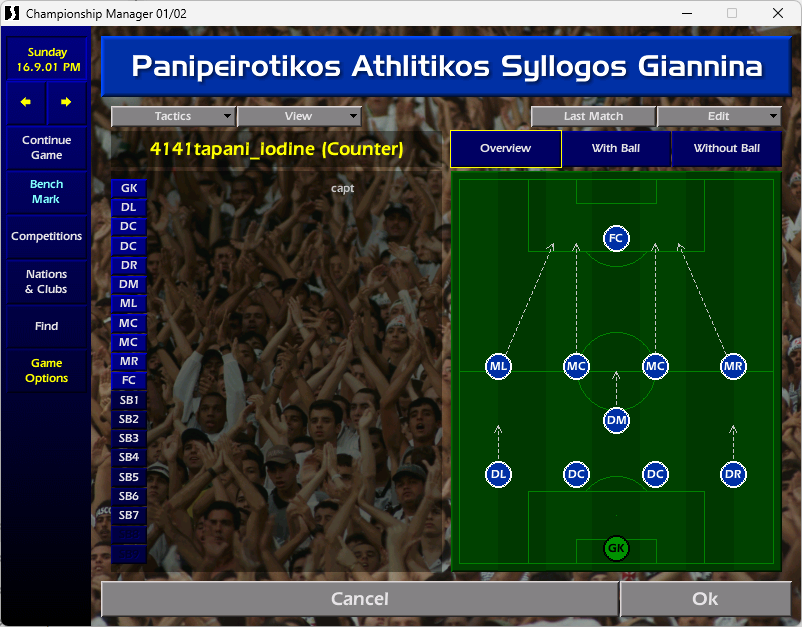 Championship Manager 01/02
Sunday
16.9.01 PM
Continue
Game
Bench
Mark
Competitions
Nations
& Clubs
Find
Game
Options
Panipeirotikos Athlitikos Syllogos Giannina
Tactics
View
Last Match
Edit
4141tapani_iodine (Counter)
Overview
With Ball
Without Ball
GK
capt
DL
DC
DC
DR
DM
ML
MC
MC
MR
FC
SB1
SB2
SB3
SB4
SB5
SB6
SB7
FC
ML
MC
MC
MR
DM
DL
DC
DC
DR
GK
Cancel
Ok